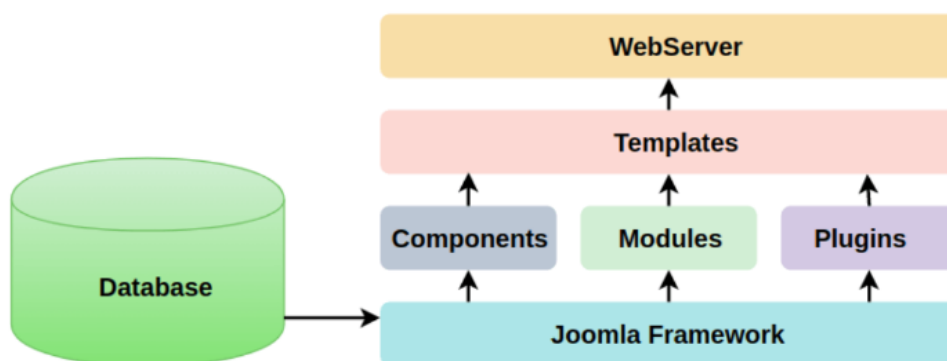 WebServer
Templates
Components
Modules
Plugins
Database
Joomla Framework